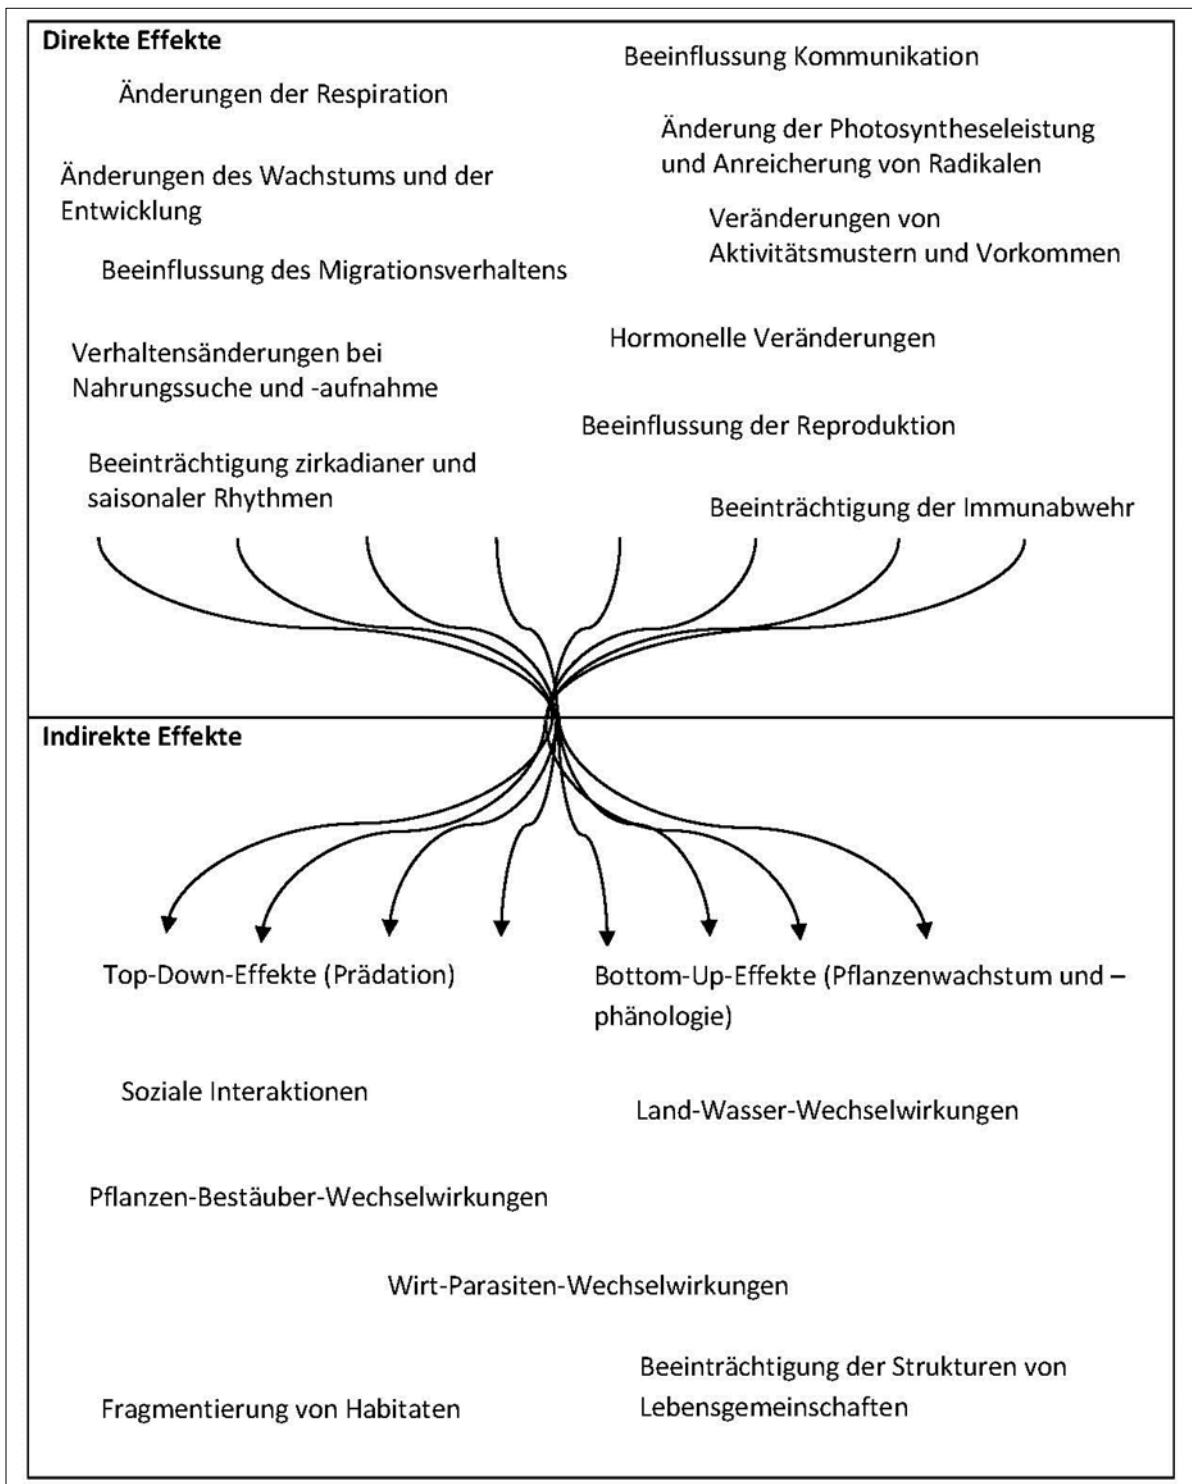 Direkte Effekte
Beeinflussung Kommunikation
Änderungen der Respiration
Änderung der Photosyntheseleistung
und Anreicherung von Radikalen
Änderungen des Wachstums und der
Entwicklung
Veränderungen von
Aktivitätsmustern und Vorkommen
Beeinflussung des Migrationsverhaltens
Hormonelle Veränderungen
Verhaltensänderungen bei
Nahrungssuche und -aufnahme
Beeinflussung der Reproduktion
Beeinträchtigung zirkadianer und
saisonaler Rhythmen
Beeinträchtigung der Immunabwehr
Indirekte Effekte
Top-Down-Effekte (Prädation)
Bottom-Up-Effekte (Pflanzenwachstum und –
phänologie)
Soziale Interaktionen
Land-Wasser-Wechselwirkungen
Pflanzen-Bestäuber-Wechselwirkungen
Wirt-Parasiten-Wechselwirkungen
Beeinträchtigung der Strukturen von
Lebensgemeinschaften
Fragmentierung von Habitaten